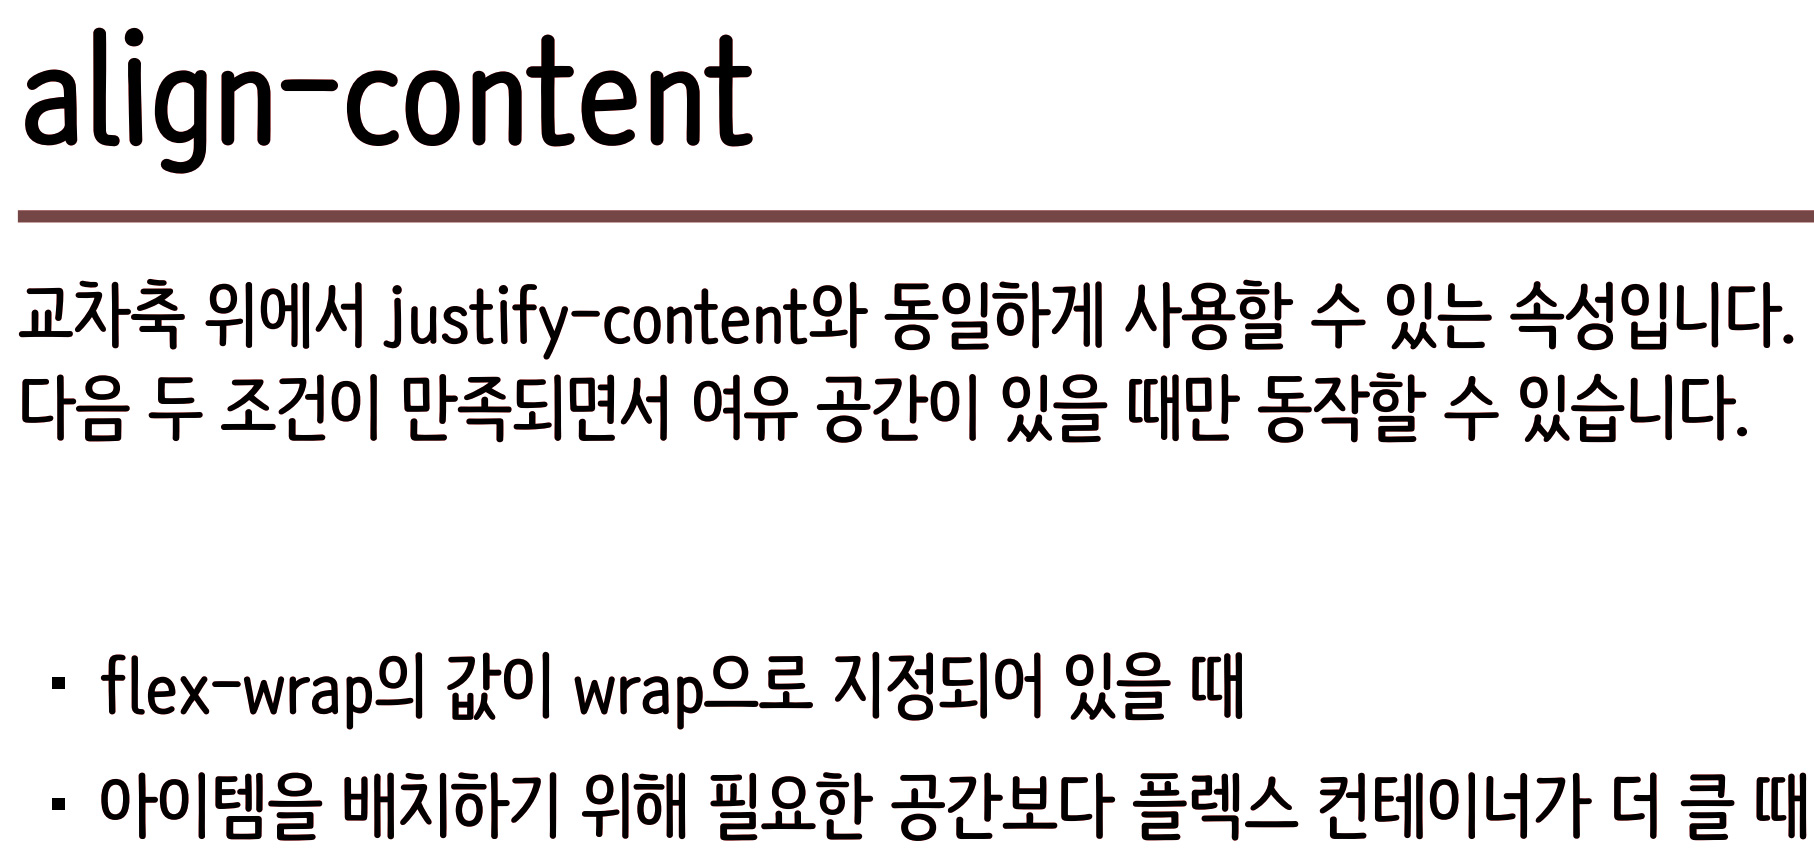 align-content
교차축 위에서 justify-content와 동일하게 사용할 수 있는 속성입니다.
다음 두 조건이 만족되면서 여유 공간이 있을 때만 동작할 수 있습니다.
▪ flex-wrap의 값이 wrap으로 지정되어 있을 때
▪ 아이템을 배치하기 위해 필요한 공간보다 플렉스 컨테이너가 더 클 때